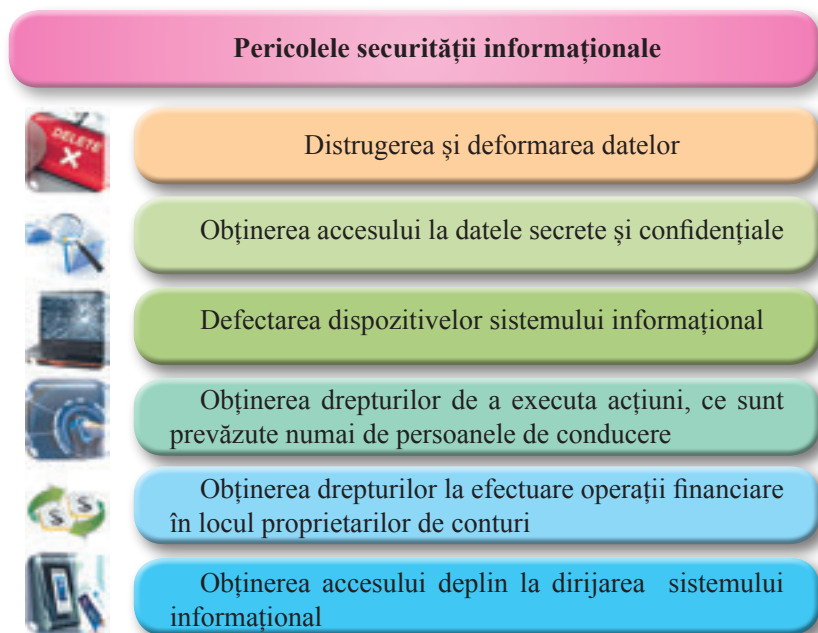 Pericolele securității informaționale
DELETE
Distrugerea și deformarea datelor
Obținerea accesului la datele secrete și confidențiale
Defectarea dispozitivelor sistemului informațional
Obținerea drepturilor de a executa acțiuni, ce sunt
prevăzute numai de persoanele de conducere
$ $
Obținerea drepturilor la efectuare operații financiare
în locul proprietarilor de conturi
Obținerea accesului deplin la dirijarea sistemului
informațional